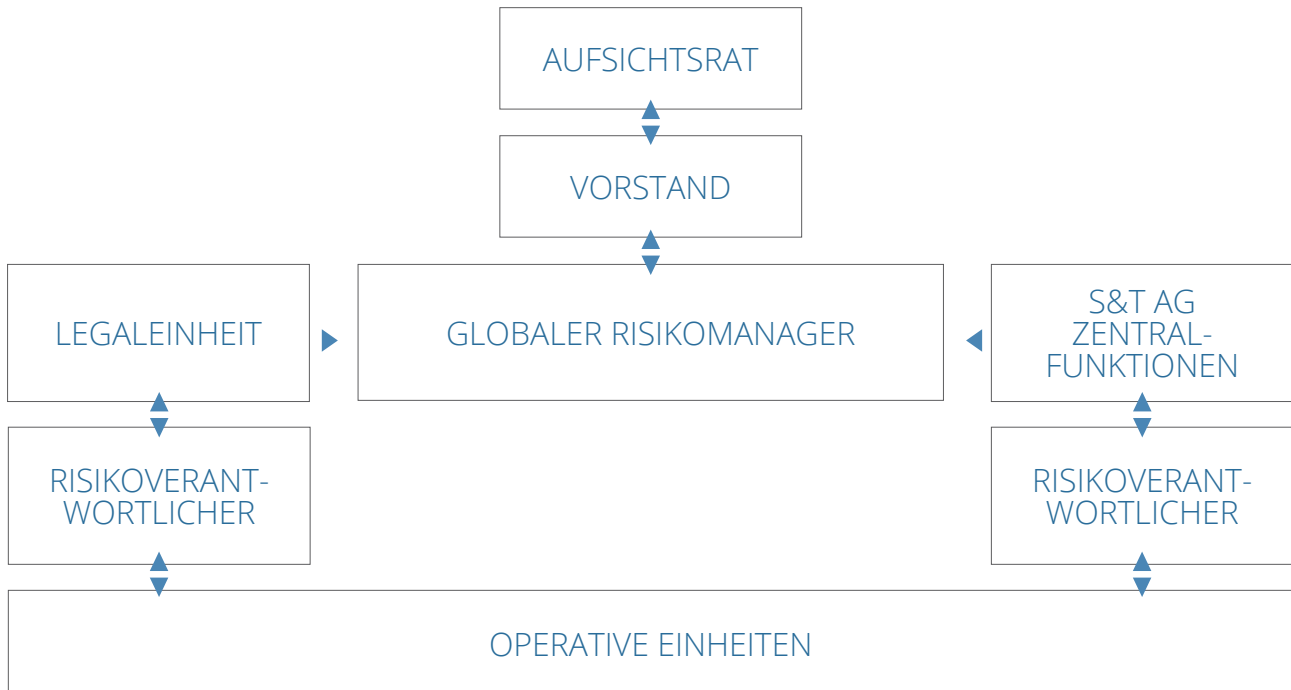 AUFSICHTSRAT
VORSTAND
LEGALEINHEIT
GLOBALER RISIKOMANAGER
S&T AG
ZENTRAL-
FUNKTIONEN
RISIKOVERANT-
WORTLICHER
RISIKOVERANT-
WORTLICHER
OPERATIVE EINHEITEN